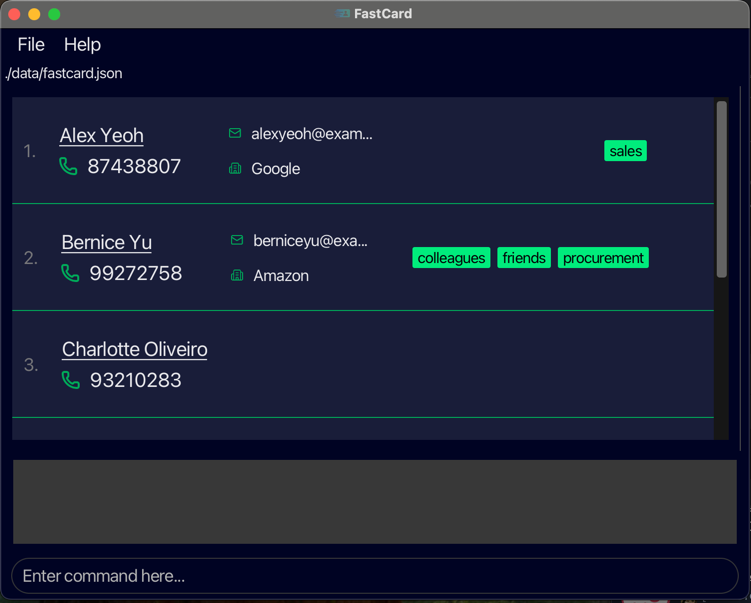 FastCard
File Help
./data/fastcard.json
1. Alex Yeoh
87438807
alexyeoh@exam...
Google
sales
2. Bernice Yu
99272758
berniceyu@exa...
Amazon
colleagues friends procurement
3. Charlotte Oliveiro
93210283
Enter command here...